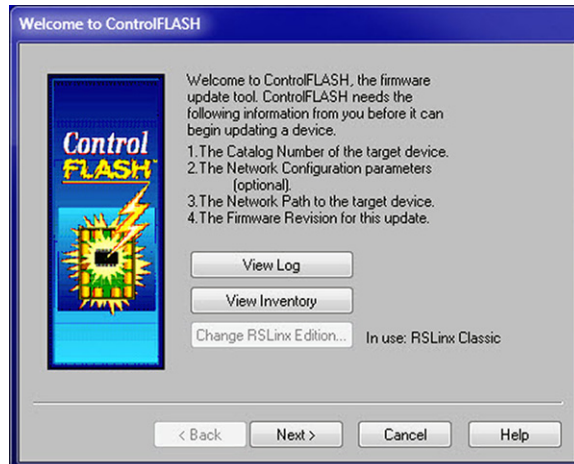 Welcome to ControlFLASH
Control
FLASH
Welcome to ControlFLASH, the firmware
update tool. ControlFLASH needs the
following information from you before it can
begin updating a device.
1.The Catalog Number of the target device.
2.The Network Configuration parameters
(optional).
3.The Network Path to the target device.
4.The Firmware Revision for this update.
View Log
View Inventory
Change RSLinx Edition... In use: RSLinx Classic
< Back Next > Cancel Help